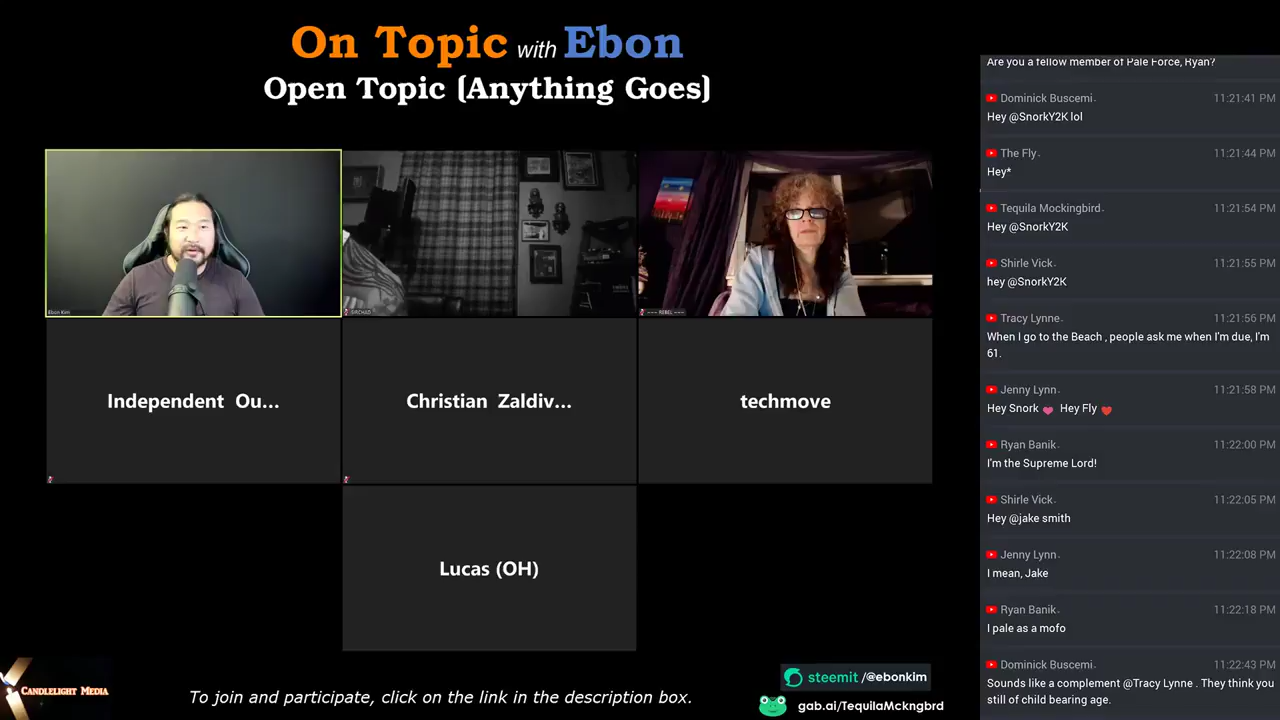 On Topic with Ebon
Open Topic (Anything Goes)
Ebon Kim
--- REBEL ---
Independent Ou...
Christian Zaldiv...
techmove
Lucas (OH)
CANDLELIGHT MEDIA
To join and participate, click on the link in the description box.
steemit /@ebonkim
gab.ai/TequilaMckngbrd
Are you a fellow member of Pale Force, Ryan?
Dominick Buscemi. 11:21:41 PM
Hey @SnorkY2K lol
The Fly. 11:21:44 PM
Hey*
Tequila Mockingbird. 11:21:54 PM
Hey @SnorkY2K
Shirle Vick. 11:21:55 PM
hey @SnorkY2K
Tracy Lynne. 11:21:56 PM
When I go to the Beach , people ask me when I'm due, I'm
61.
Jenny Lynn. 11:21:58 PM
Hey Snork Hey Fly
Ryan Banik. 11:22:00 PM
I'm the Supreme Lord!
Shirle Vick. 11:22:05 PM
Hey @jake smith
Jenny Lynn. 11:22:08 PM
I mean, Jake
Ryan Banik. 11:22:18 PM
I pale as a mofo
Dominick Buscemi. 11:22:43 PM
Sounds like a complement @Tracy Lynne . They think you
still of child bearing age.